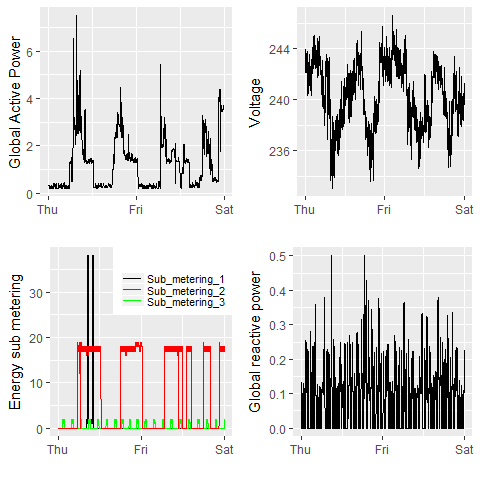 Global Active Power
6
4
2
0
Thu Fri Sat
Voltage
244
240
236
Thu Fri Sat
Energy sub metering
30
20
10
0
Thu Fri Sat
Sub_metering_1
Sub_metering_2
Sub_metering_3
Global reactive power
0.5
0.4
0.3
0.2
0.1
0.0
Thu Fri Sat